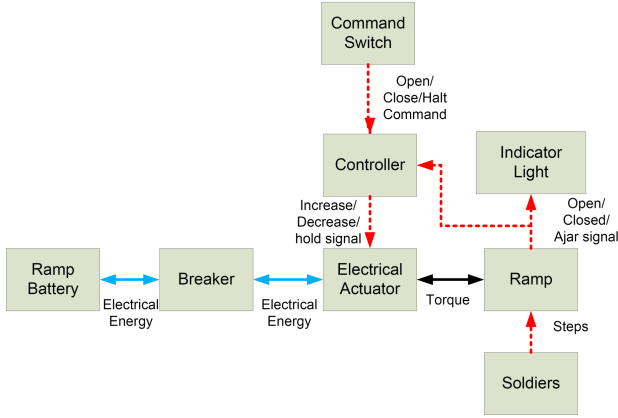 Command
Switch
Open/
Close/Halt
Command
Controller
Indicator
Light
Increase/
Decrease/
hold signal
Open/
Closed/
Ajar signal
Ramp
Battery
Breaker
Electrical
Actuator
Ramp
Electrical
Energy
Electrical
Energy
Torque
Steps
Soldiers